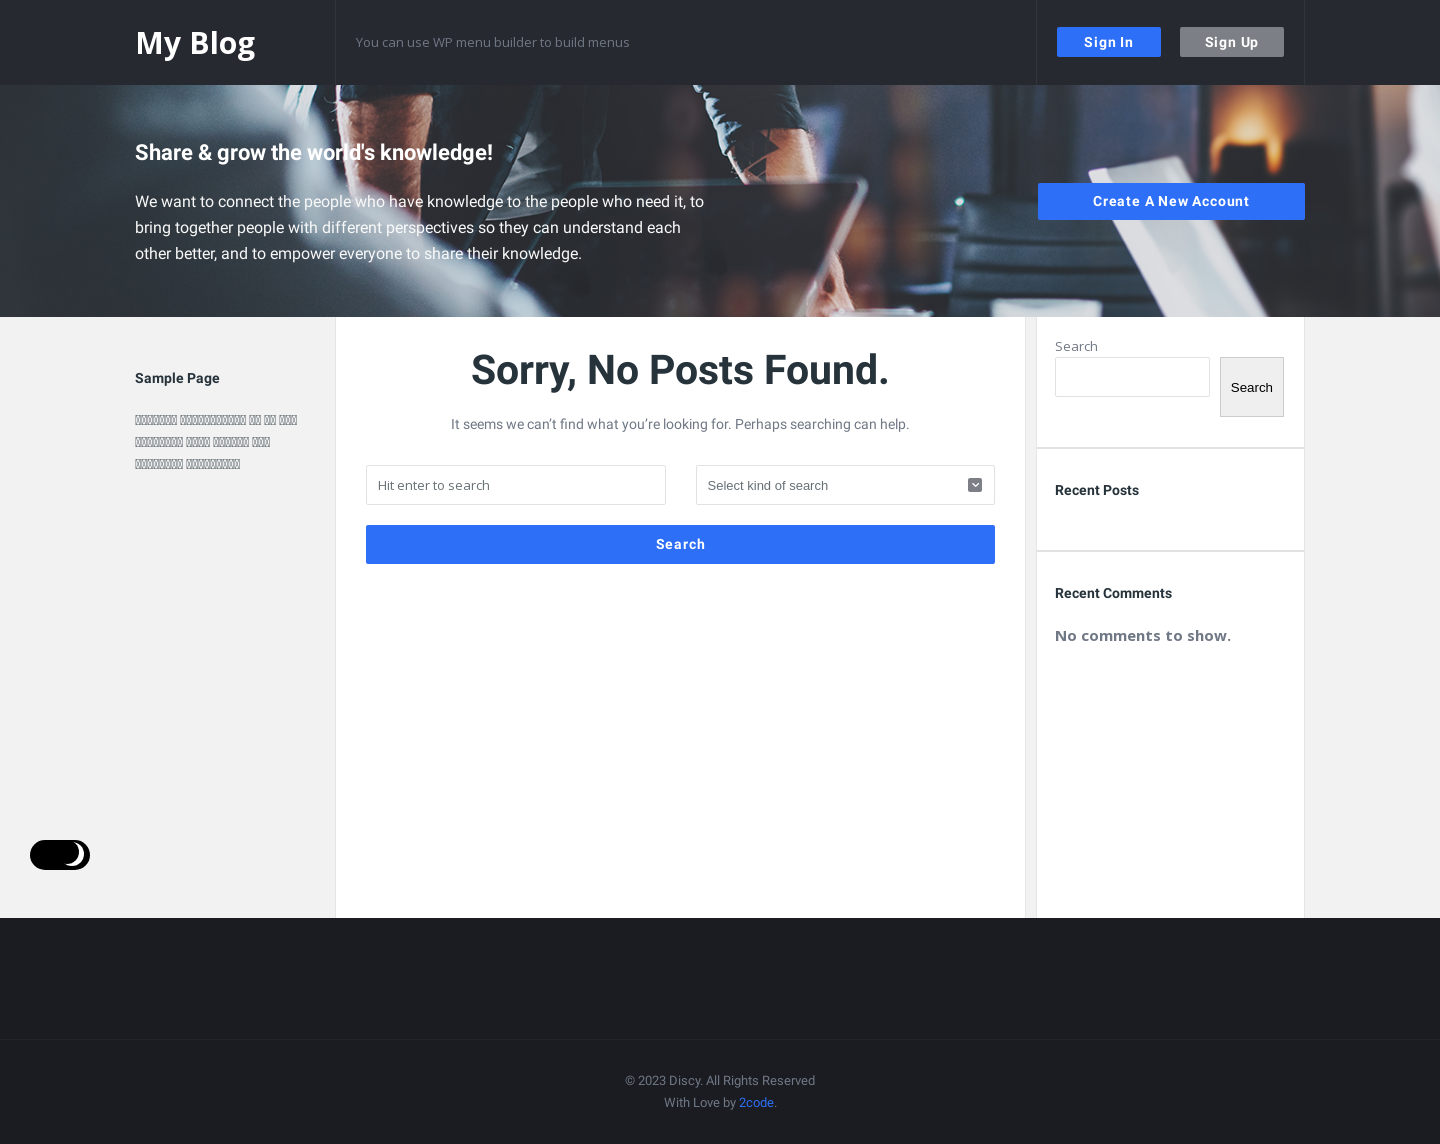 My Blog
You can use WP menu builder to build menus
Sign In
Sign Up
Share & grow the world's knowledge!
We want to connect the people who have knowledge to the people who need it, to
bring together people with different perspectives so they can understand each
other better, and to empower everyone to share their knowledge.
Create A New Account
Sample Page
Sorry, No Posts Found.
It seems we can’t find what you’re looking for. Perhaps searching can help.
Hit enter to search
Select kind of search
Search
Search
Search
Recent Posts
Recent Comments
No comments to show.
© 2023 Discy. All Rights Reserved
With Love by 2code.